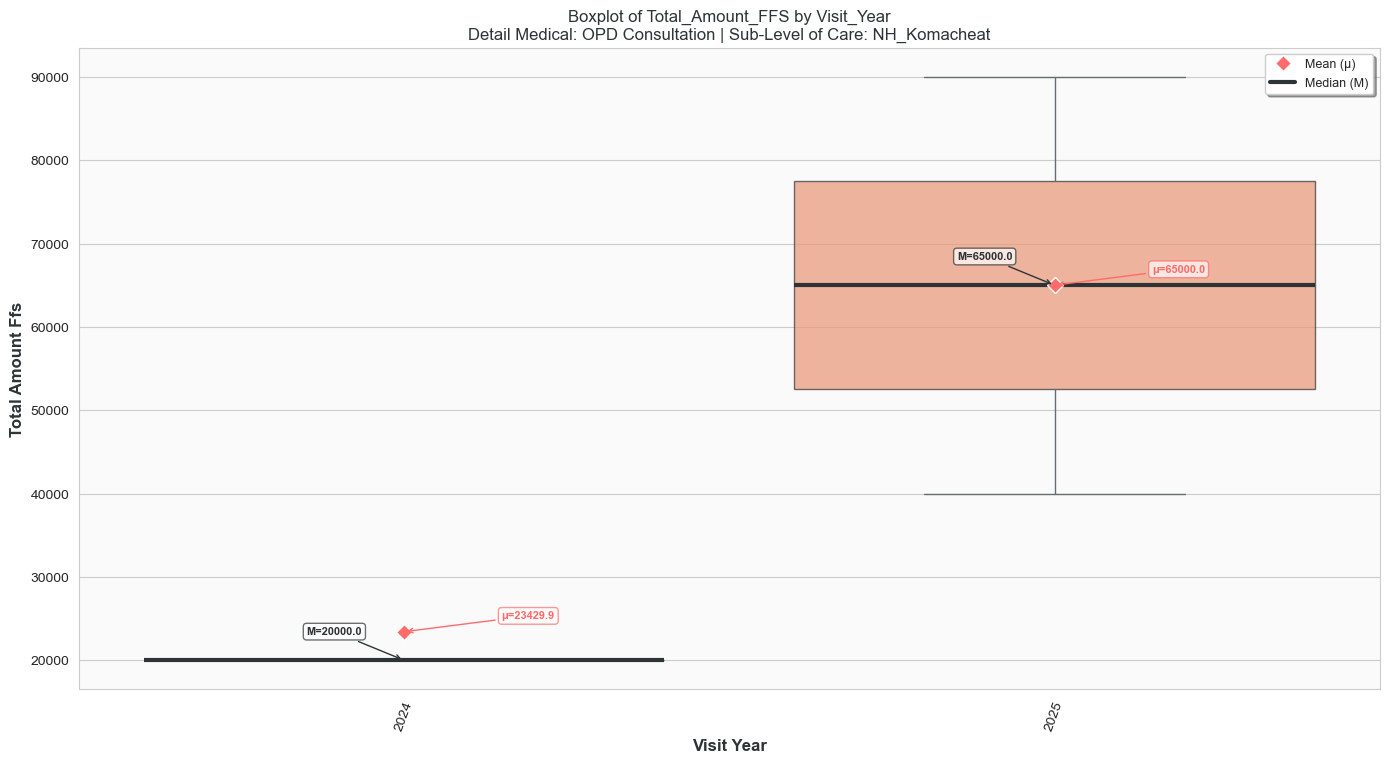 Boxplot of Total_Amount_FFS by Visit_Year
Detail Medical: OPD Consultation | Sub-Level of Care: NH_Komacheat
Mean (μ)
Median (M)
Total Amount Ffs
90000
80000
70000
60000
50000
40000
30000
20000
M=65000.0
μ=65000.0
μ=23429.9
M=20000.0
2024
2025
Visit Year